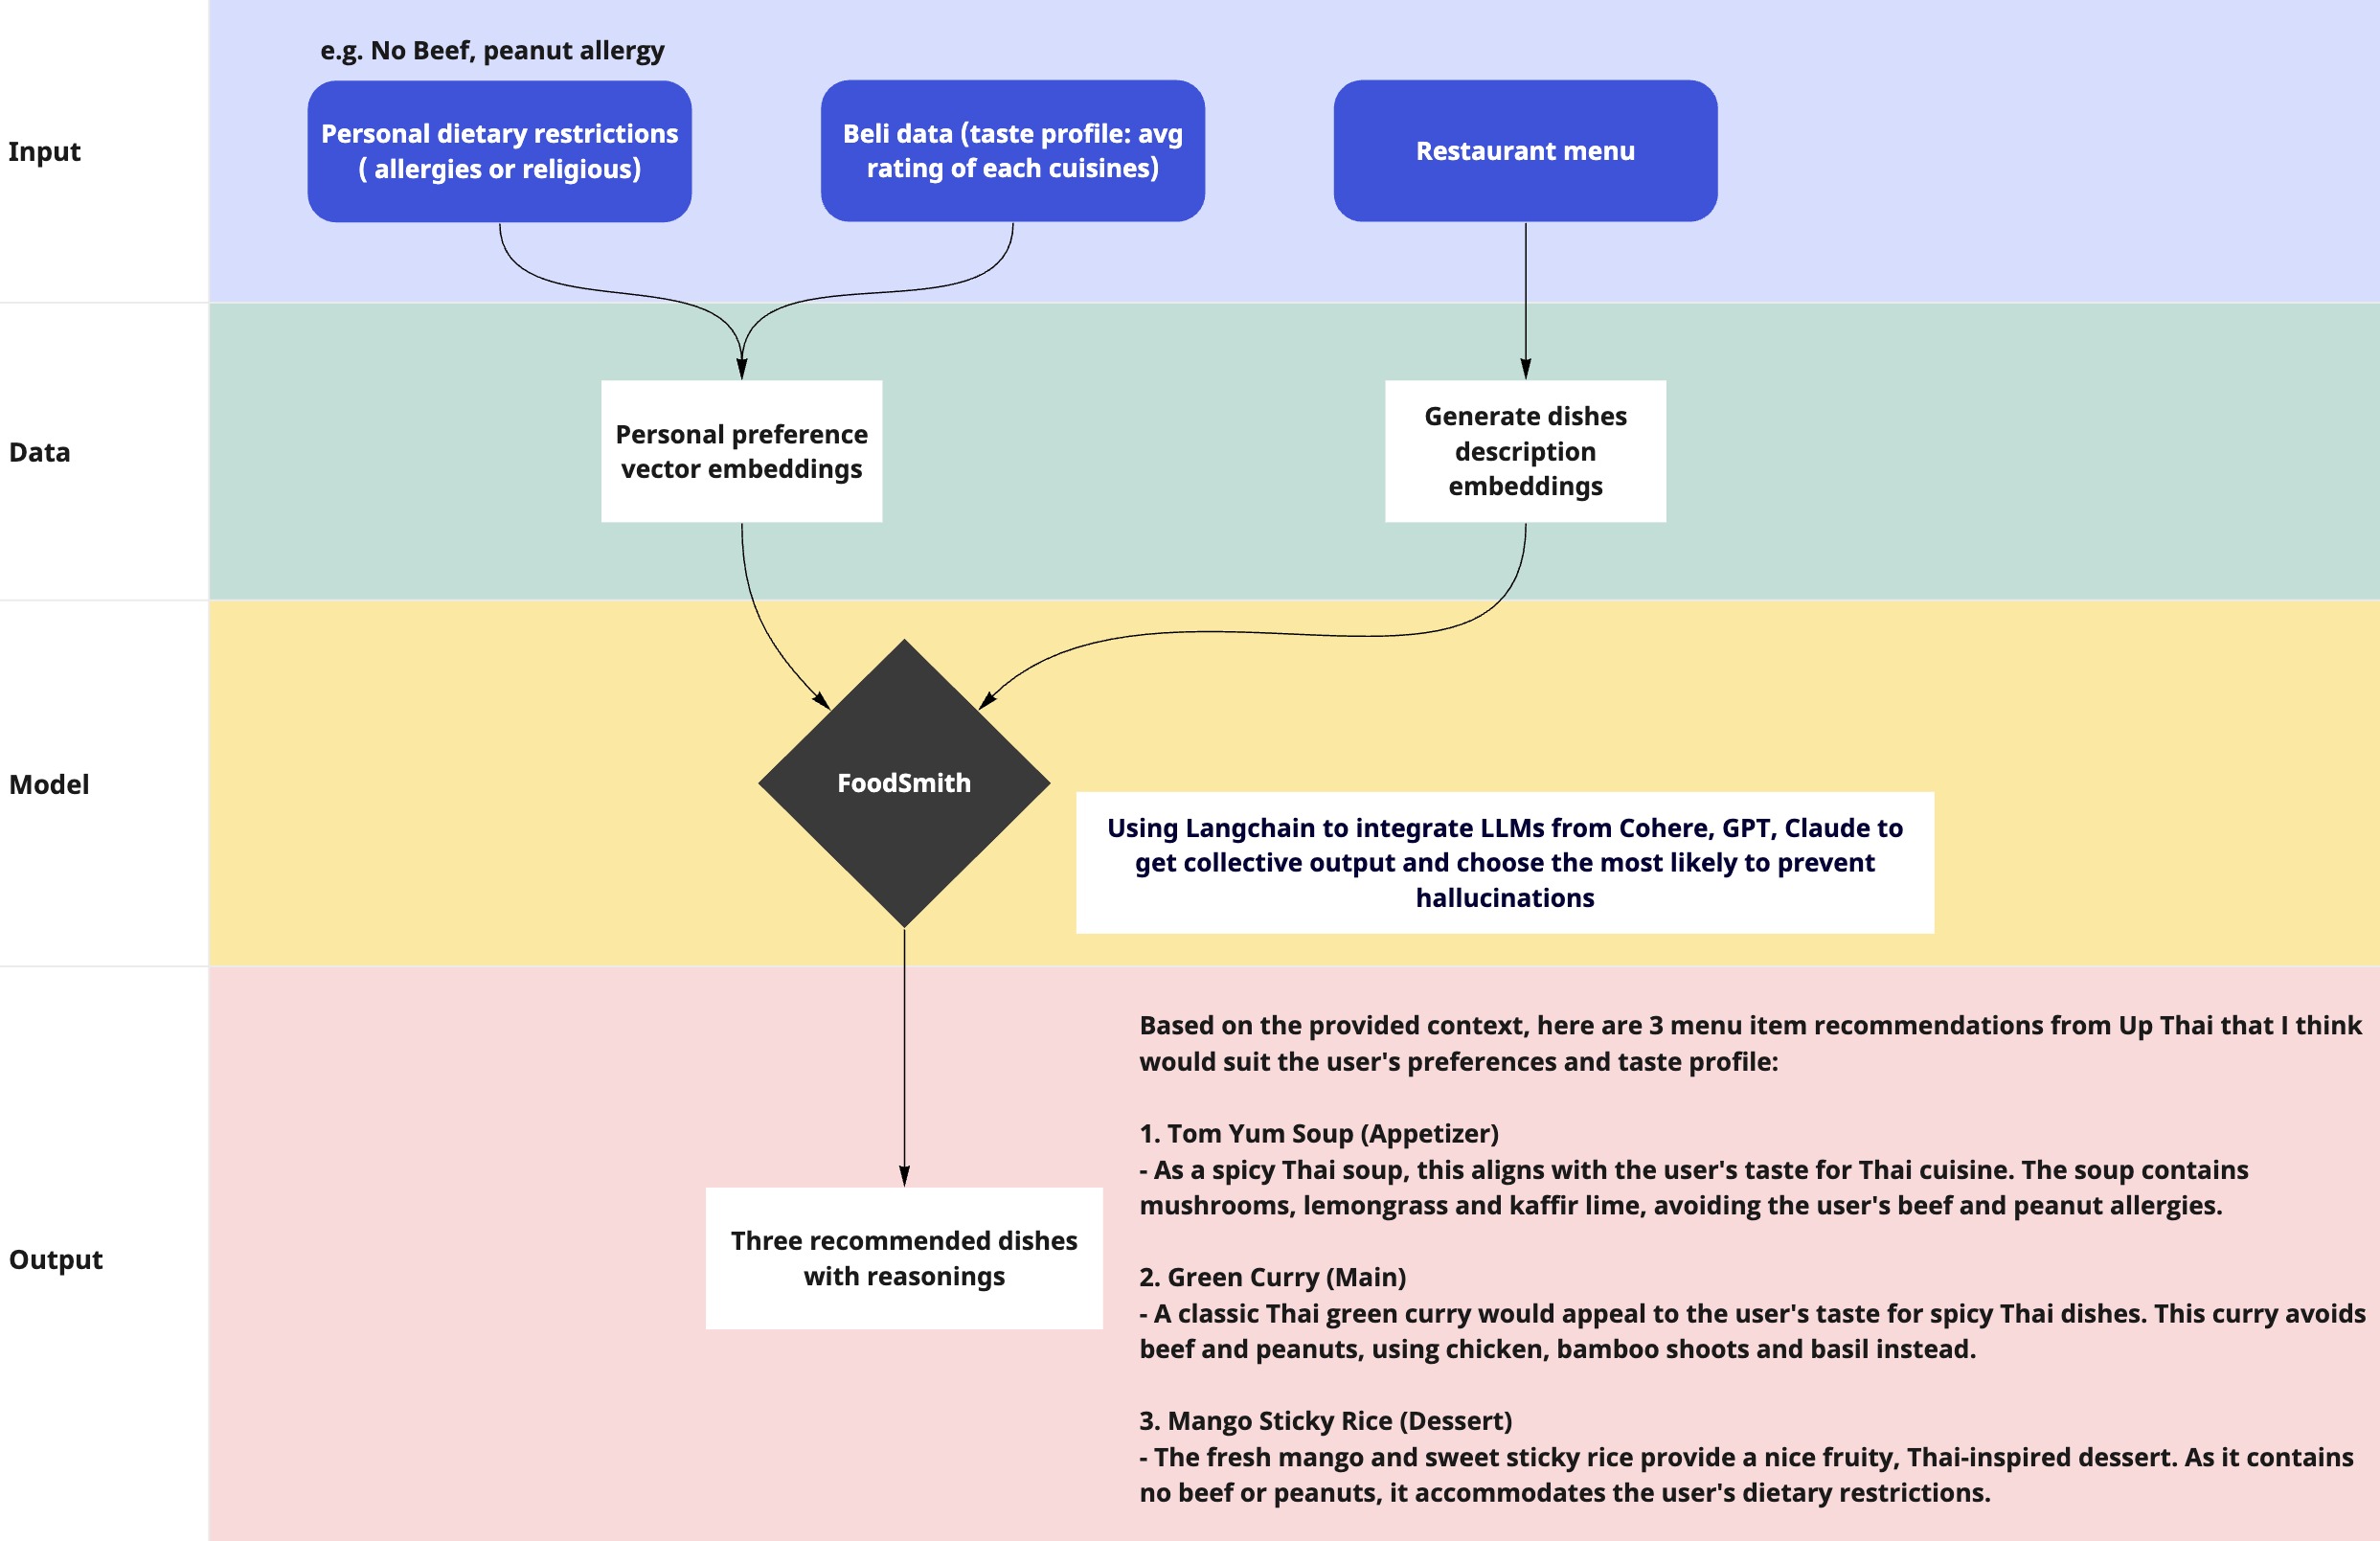 Input
e.g. No Beef, peanut allergy
Personal dietary restrictions
( allergies or religious)
Beli data (taste profile: avg
rating of each cuisines)
Restaurant menu
Data
Personal preference
vector embeddings
Generate dishes
description
embeddings
Model
FoodSmith
Using Langchain to integrate LLMs from Cohere, GPT, Claude to
get collective output and choose the most likely to prevent
hallucinations
Output
Three recommended dishes
with reasonings
Based on the provided context, here are 3 menu item recommendations from Up Thai that I think
would suit the user's preferences and taste profile:
1. Tom Yum Soup (Appetizer)
- As a spicy Thai soup, this aligns with the user's taste for Thai cuisine. The soup contains
mushrooms, lemongrass and kaffir lime, avoiding the user's beef and peanut allergies.
2. Green Curry (Main)
- A classic Thai green curry would appeal to the user's taste for spicy Thai dishes. This curry avoids
beef and peanuts, using chicken, bamboo shoots and basil instead.
3. Mango Sticky Rice (Dessert)
- The fresh mango and sweet sticky rice provide a nice fruity, Thai-inspired dessert. As it contains
no beef or peanuts, it accommodates the user's dietary restrictions.